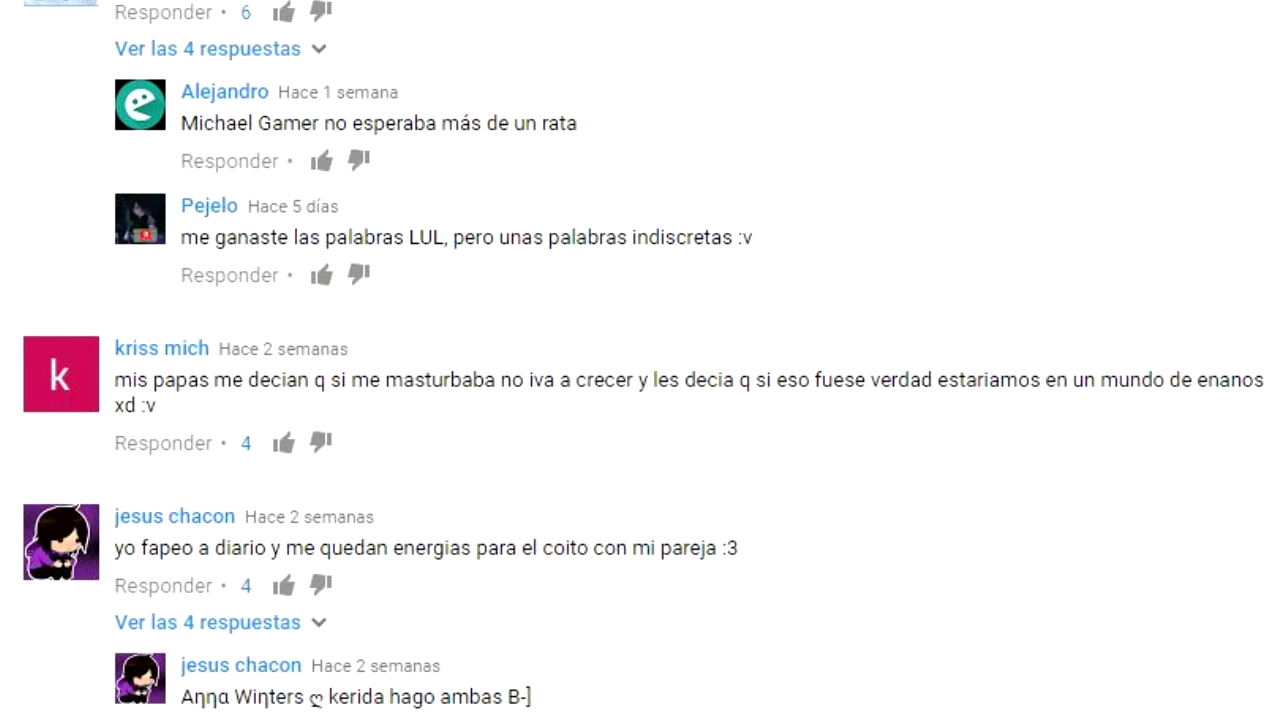 Responder • 6
Ver las 4 respuestas
Alejandro Hace 1 semana
Michael Gamer no esperaba más de un rata
Responder •
Pejelo Hace 5 días
me ganaste las palabras LUL, pero unas palabras indiscretas :v
Responder •
k
kriss mich Hace 2 semanas
mis papas me decian q si me masturbaba no iva a crecer y les decia q si eso fuese verdad estariamos en un mundo de enanos
xd :v
Responder • 4
jesus chacon Hace 2 semanas
yo fapeo a diario y me quedan energias para el coito con mi pareja :3
Responder • 4
Ver las 4 respuestas
jesus chacon Hace 2 semanas
Aηηα Wiηters ღ kerida hago ambas B-]